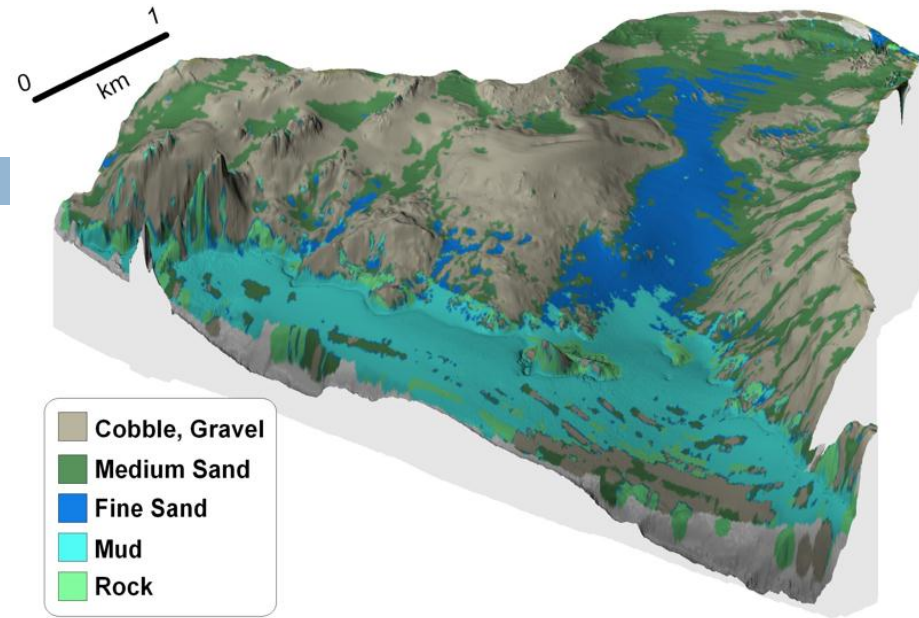 0
1
km
Cobble, Gravel
Medium Sand
Fine Sand
Mud
Rock